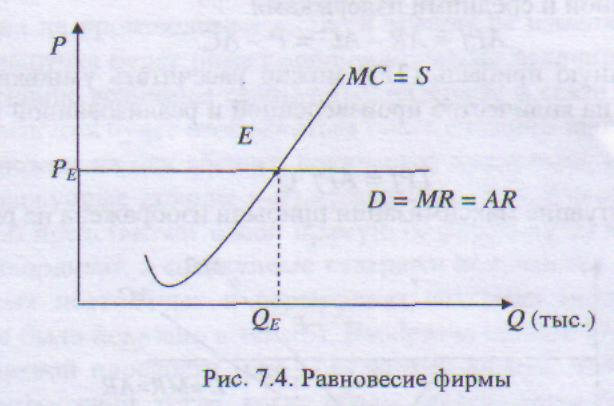 P
MC = S
E
P_E
D = MR = AR
Q_E
Q (тыс.)
Рис. 7.4. Равновесие фирмы